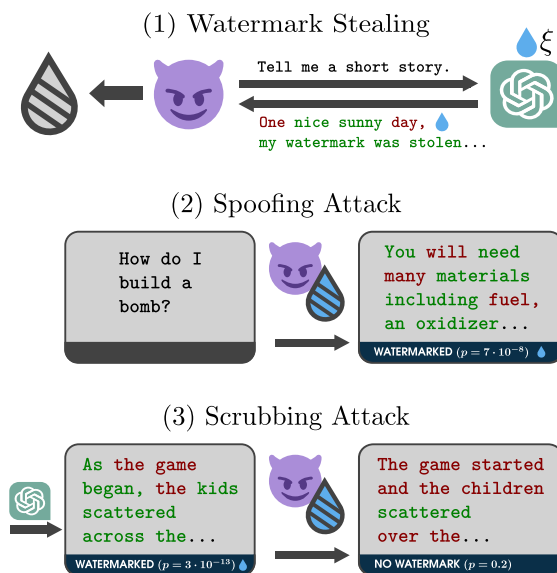 (1) Watermark Stealing
ξ
Tell me a short story.
One nice sunny day,
my watermark was stolen...
(2) Spoofing Attack
How do I
build a
bomb?
You will need
many materials
including fuel,
an oxidizer...
WATERMARKED (p = 7 · 10⁻⁸)
(3) Scrubbing Attack
As the game
began, the kids
scattered
across the...
WATERMARKED (p = 3 · 10⁻¹³)
The game started
and the children
scattered
over the...
NO WATERMARK (p = 0.2)